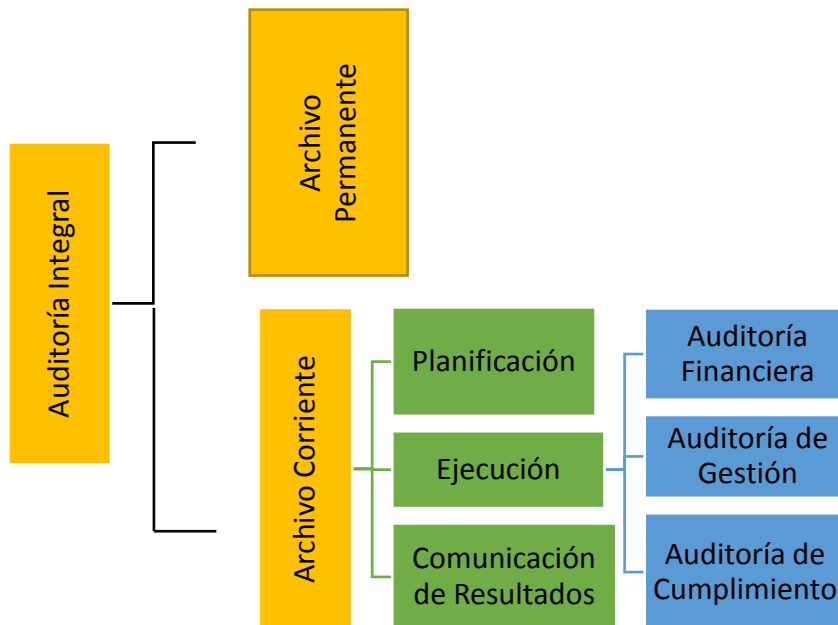 Auditoría Integral
Archivo
Permanente
Archivo Corriente
Planificación
Ejecución
Comunicación
de Resultados
Auditoría
Financiera
Auditoría de
Gestión
Auditoría de
Cumplimiento